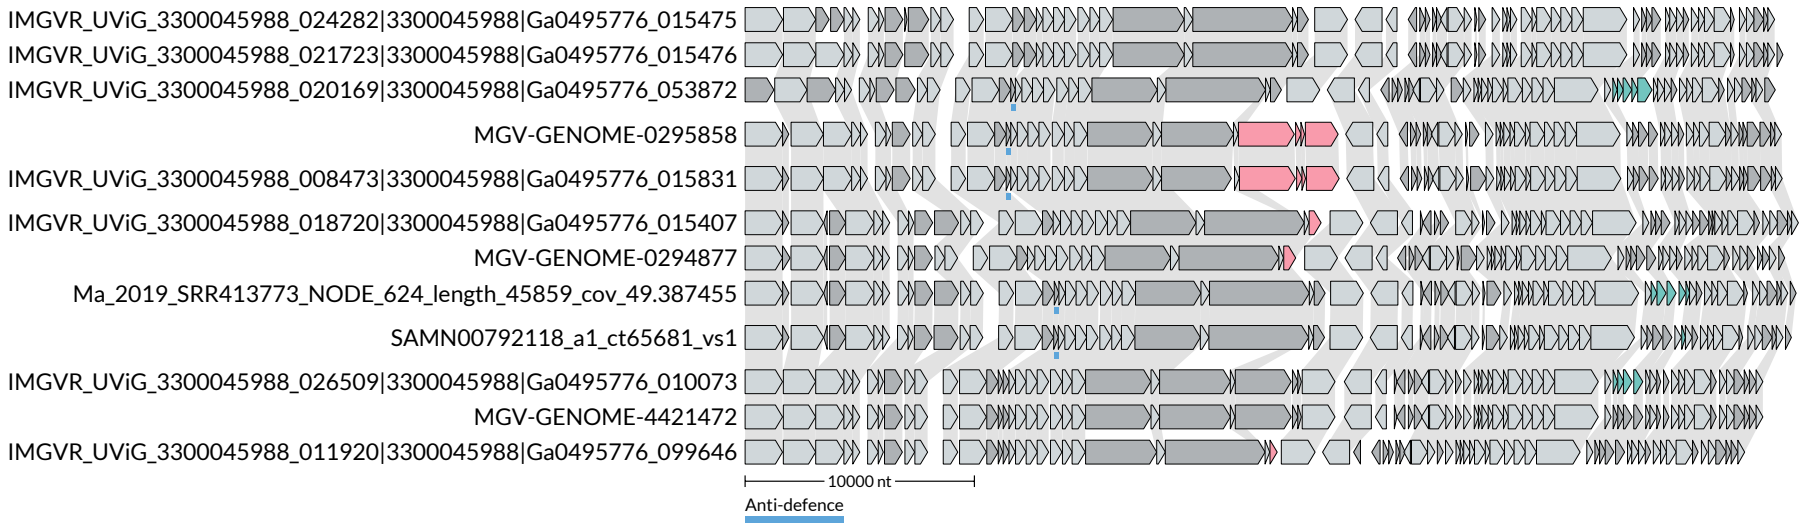 IMGVR_UViG_3300045988_024282|3300045988|Ga0495776_015475
IMGVR_UViG_3300045988_021723|3300045988|Ga0495776_015476
IMGVR_UViG_3300045988_020169|3300045988|Ga0495776_053872
MGV-GENOME-0295858
IMGVR_UViG_3300045988_008473|3300045988|Ga0495776_015831
IMGVR_UViG_3300045988_018720|3300045988|Ga0495776_015407
MGV-GENOME-0294877
Ma_2019_SRR413773_NODE_624_length_45859_cov_49.387455
SAMN00792118_a1_ct65681_vs1
IMGVR_UViG_3300045988_026509|3300045988|Ga0495776_010073
MGV-GENOME-4421472
IMGVR_UViG_3300045988_011920|3300045988|Ga0495776_099646
10000 nt
Anti-defence